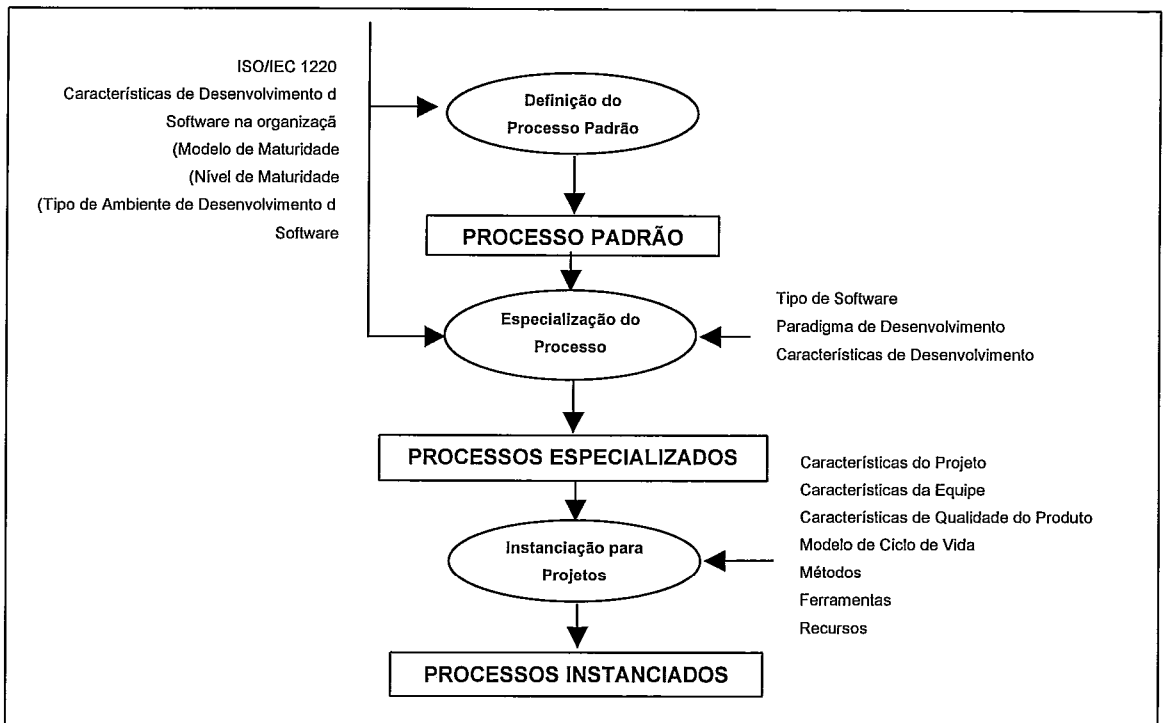 ISO/IEC 1220
Características de Desenvolvimento d
Software na organizaçã
(Modelo de Maturidade
(Nível de Maturidade
(Tipo de Ambiente de Desenvolvimento d
Software
Definição do
Processo Padrão
PROCESSO PADRÃO
Especialização do
Processo
Tipo de Software
Paradigma de Desenvolvimento
Características de Desenvolvimento
PROCESSOS ESPECIALIZADOS
Características do Projeto
Características da Equipe
Características de Qualidade do Produto
Modelo de Ciclo de Vida
Métodos
Ferramentas
Recursos
Instanciação para
Projetos
PROCESSOS INSTANCIADOS